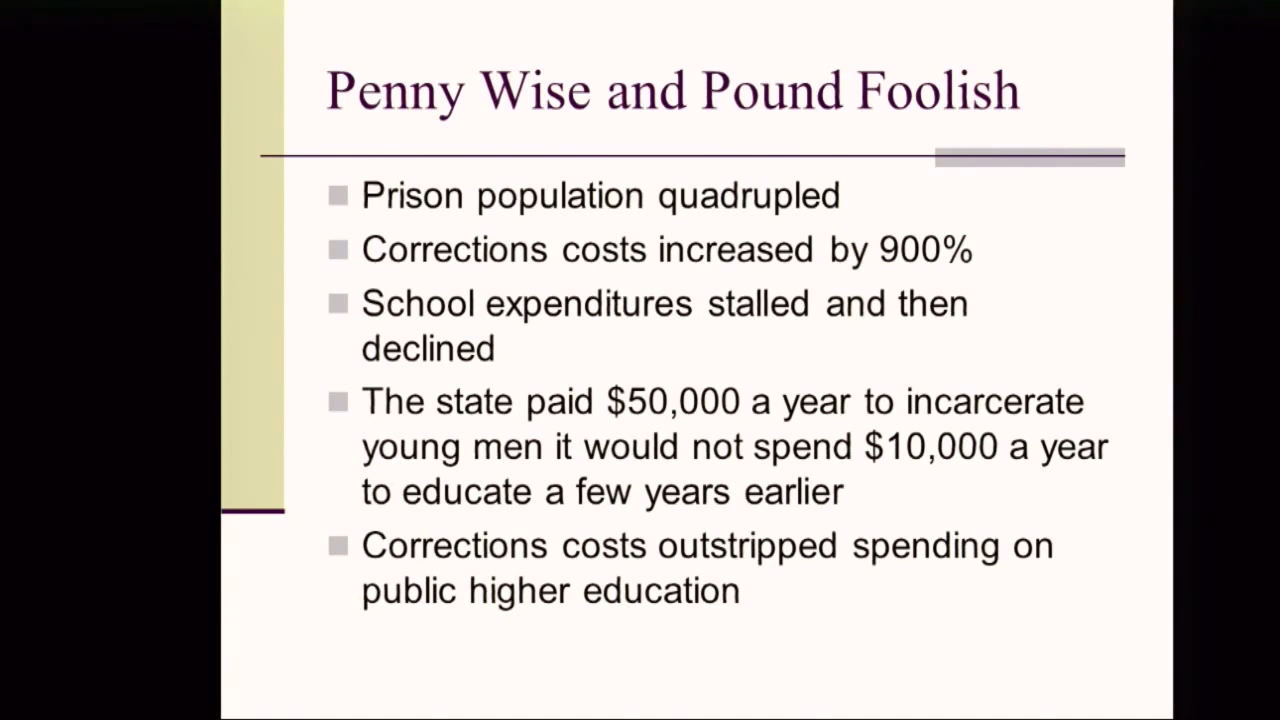 Penny Wise and Pound Foolish
Prison population quadrupled
Corrections costs increased by 900%
School expenditures stalled and then
declined
The state paid $50,000 a year to incarcerate
young men it would not spend $10,000 a year
to educate a few years earlier
Corrections costs outstripped spending on
public higher education